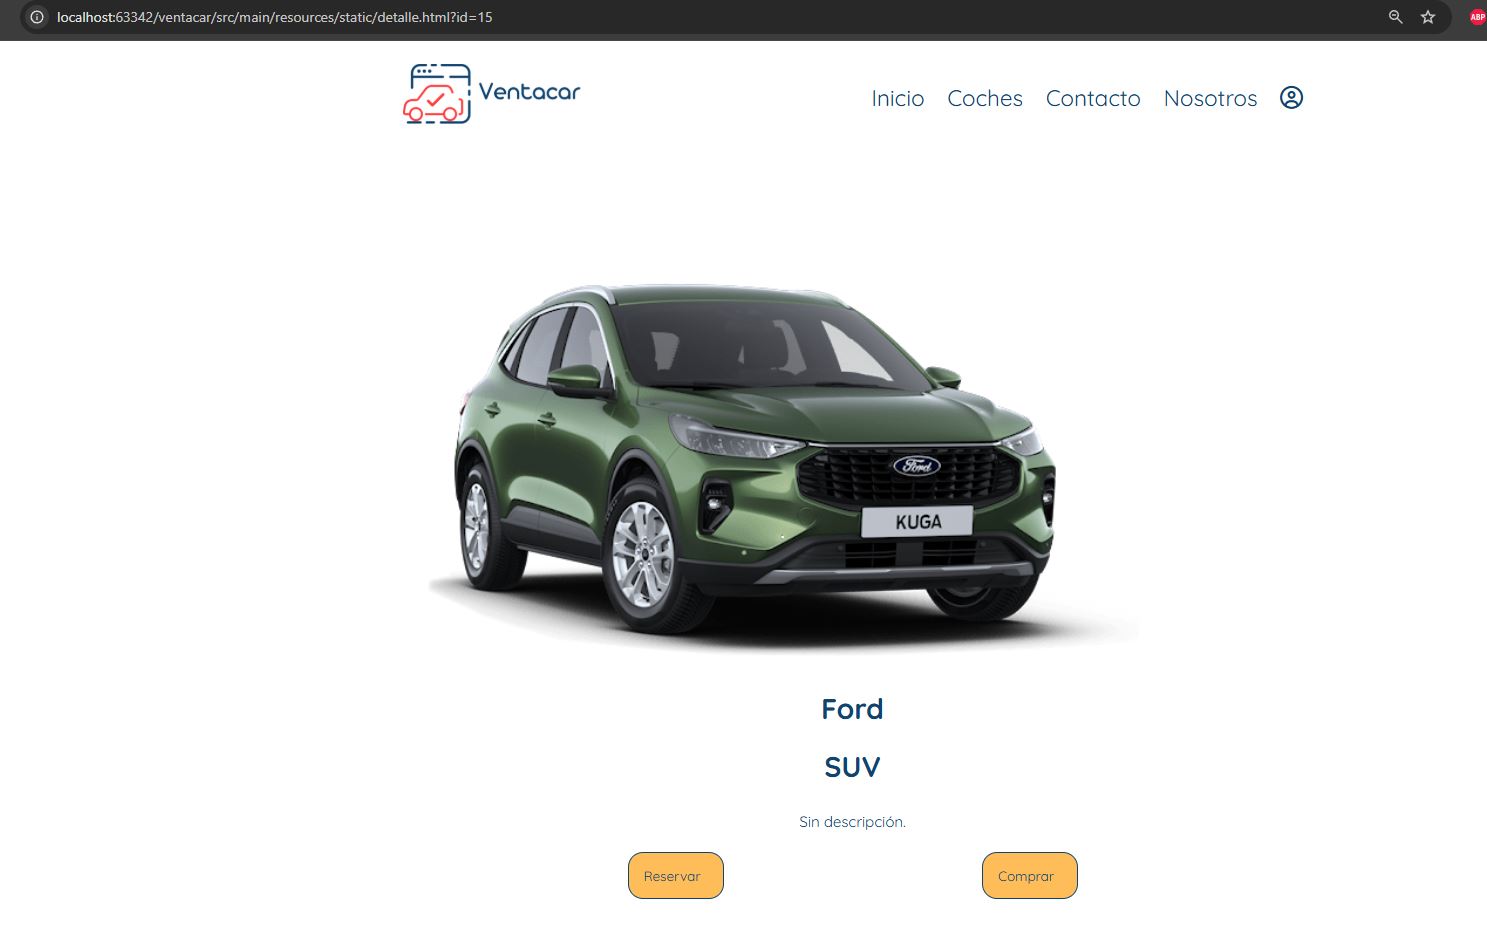 localhost:63342/ventacar/src/main/resources/static/detalle.html?id=15
ABP
Ventacar
Inicio Coches Contacto Nosotros
Ford
KUGA
Ford
SUV
Sin descripción.
Reservar Comprar